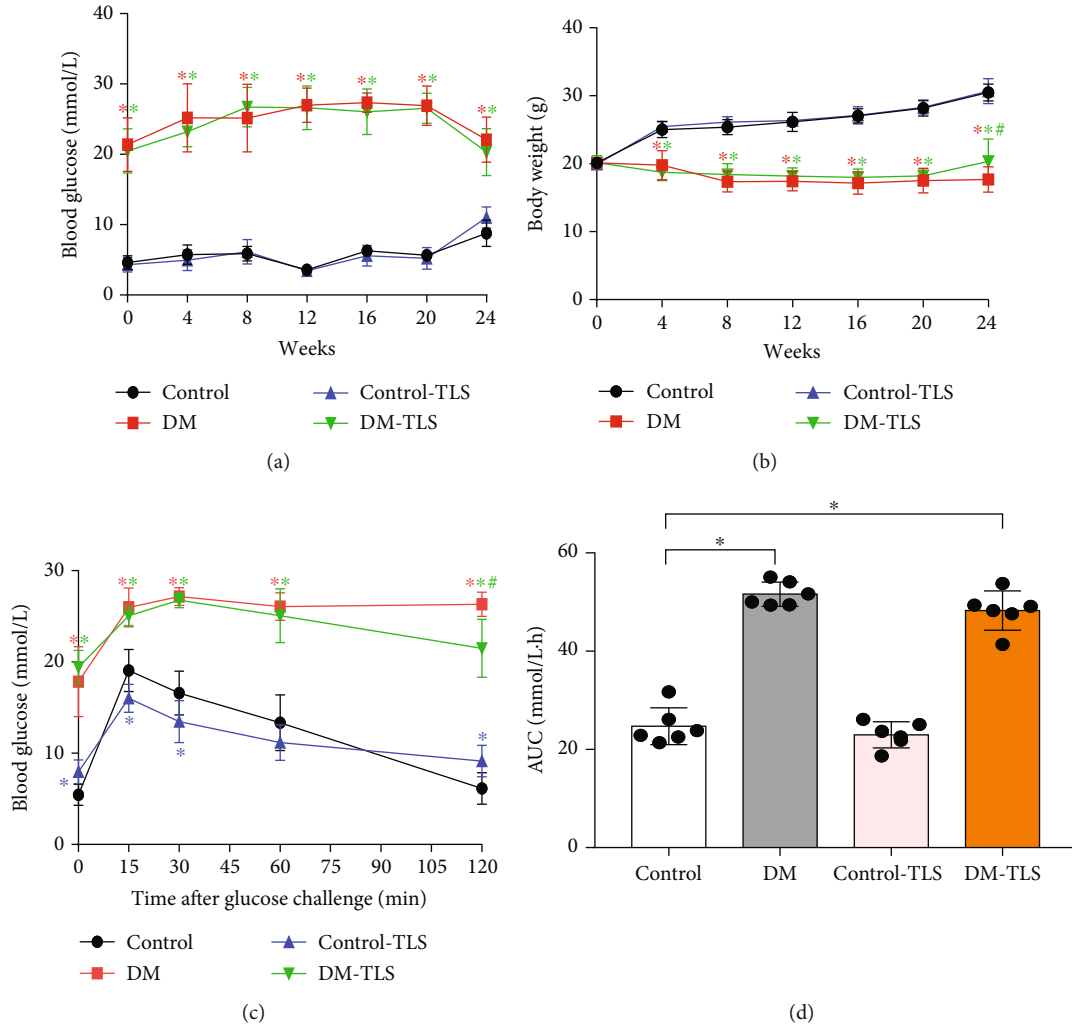 40
30
20
10
0
Blood glucose (mmol/L)
** ** ** ** ** ** **
0 4 8 12 16 20 24
Weeks
Control Control-TLS
DM DM-TLS
(a)
40
30
20
10
0
Body weight (g)
** ** ** ** ** **#
0 4 8 12 16 20 24
Weeks
Control Control-TLS
DM DM-TLS
(b)
30
20
10
0
Blood glucose (mmol/L)
** ** ** ** **#
* * * *
0 15 30 45 60 75 90 105 120
Time after glucose challenge (min)
Control Control-TLS
DM DM-TLS
(c)
*
*
60
40
20
0
AUC (mmol/L.h)
Control DM Control-TLS DM-TLS
(d)